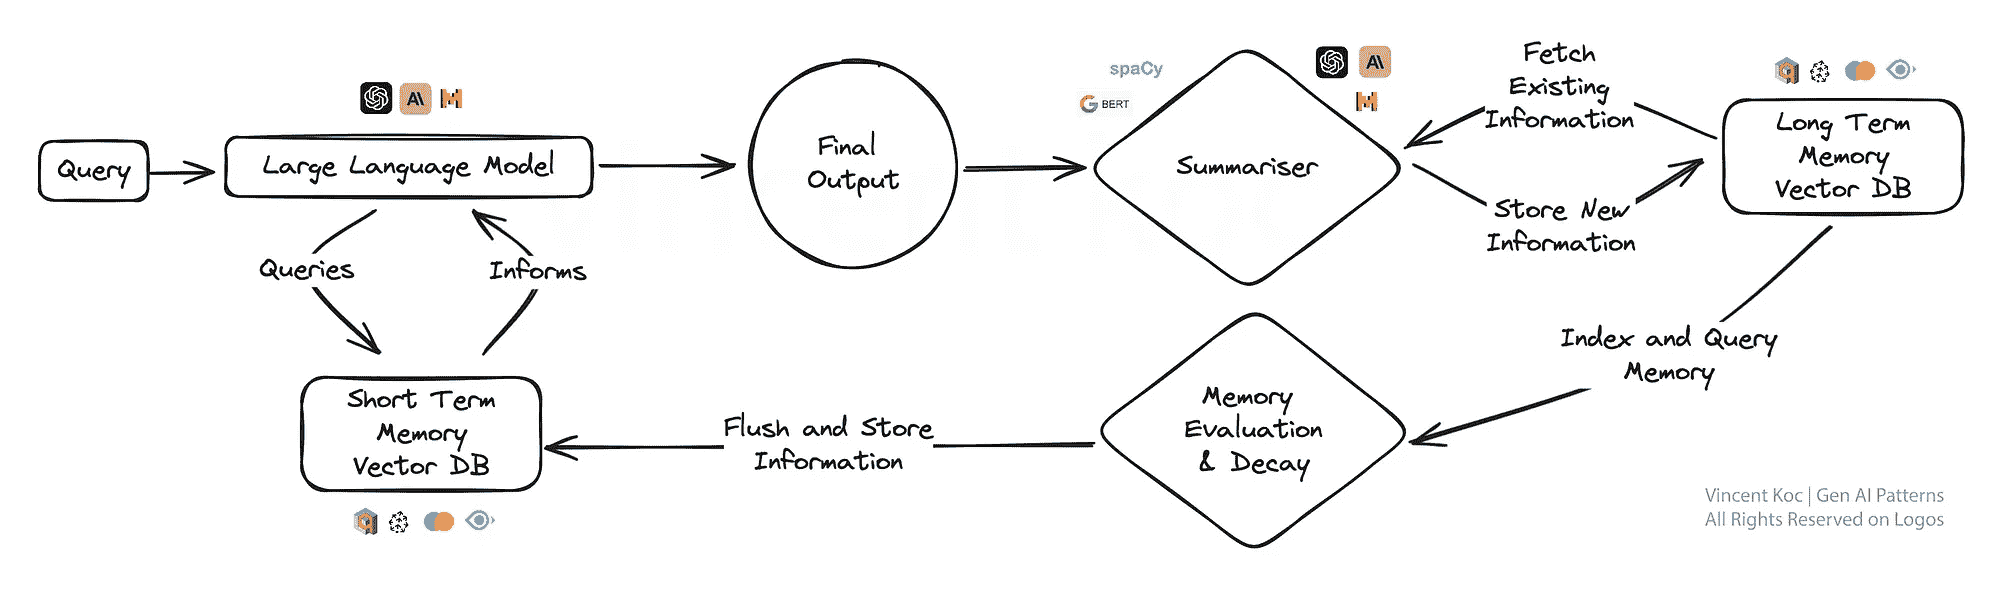 Query
Large Language Model
Queries
Informs
Short Term
Memory
Vector DB
Final
Output
spaCy
G BERT
Summariser
Fetch
Existing
Information
Store New
Information
Long Term
Memory
Vector DB
Index and Query
Memory
Memory
Evaluation
& Decay
Flush and Store
Information
Vincent Koc | Gen AI Patterns
All Rights Reserved on Logos